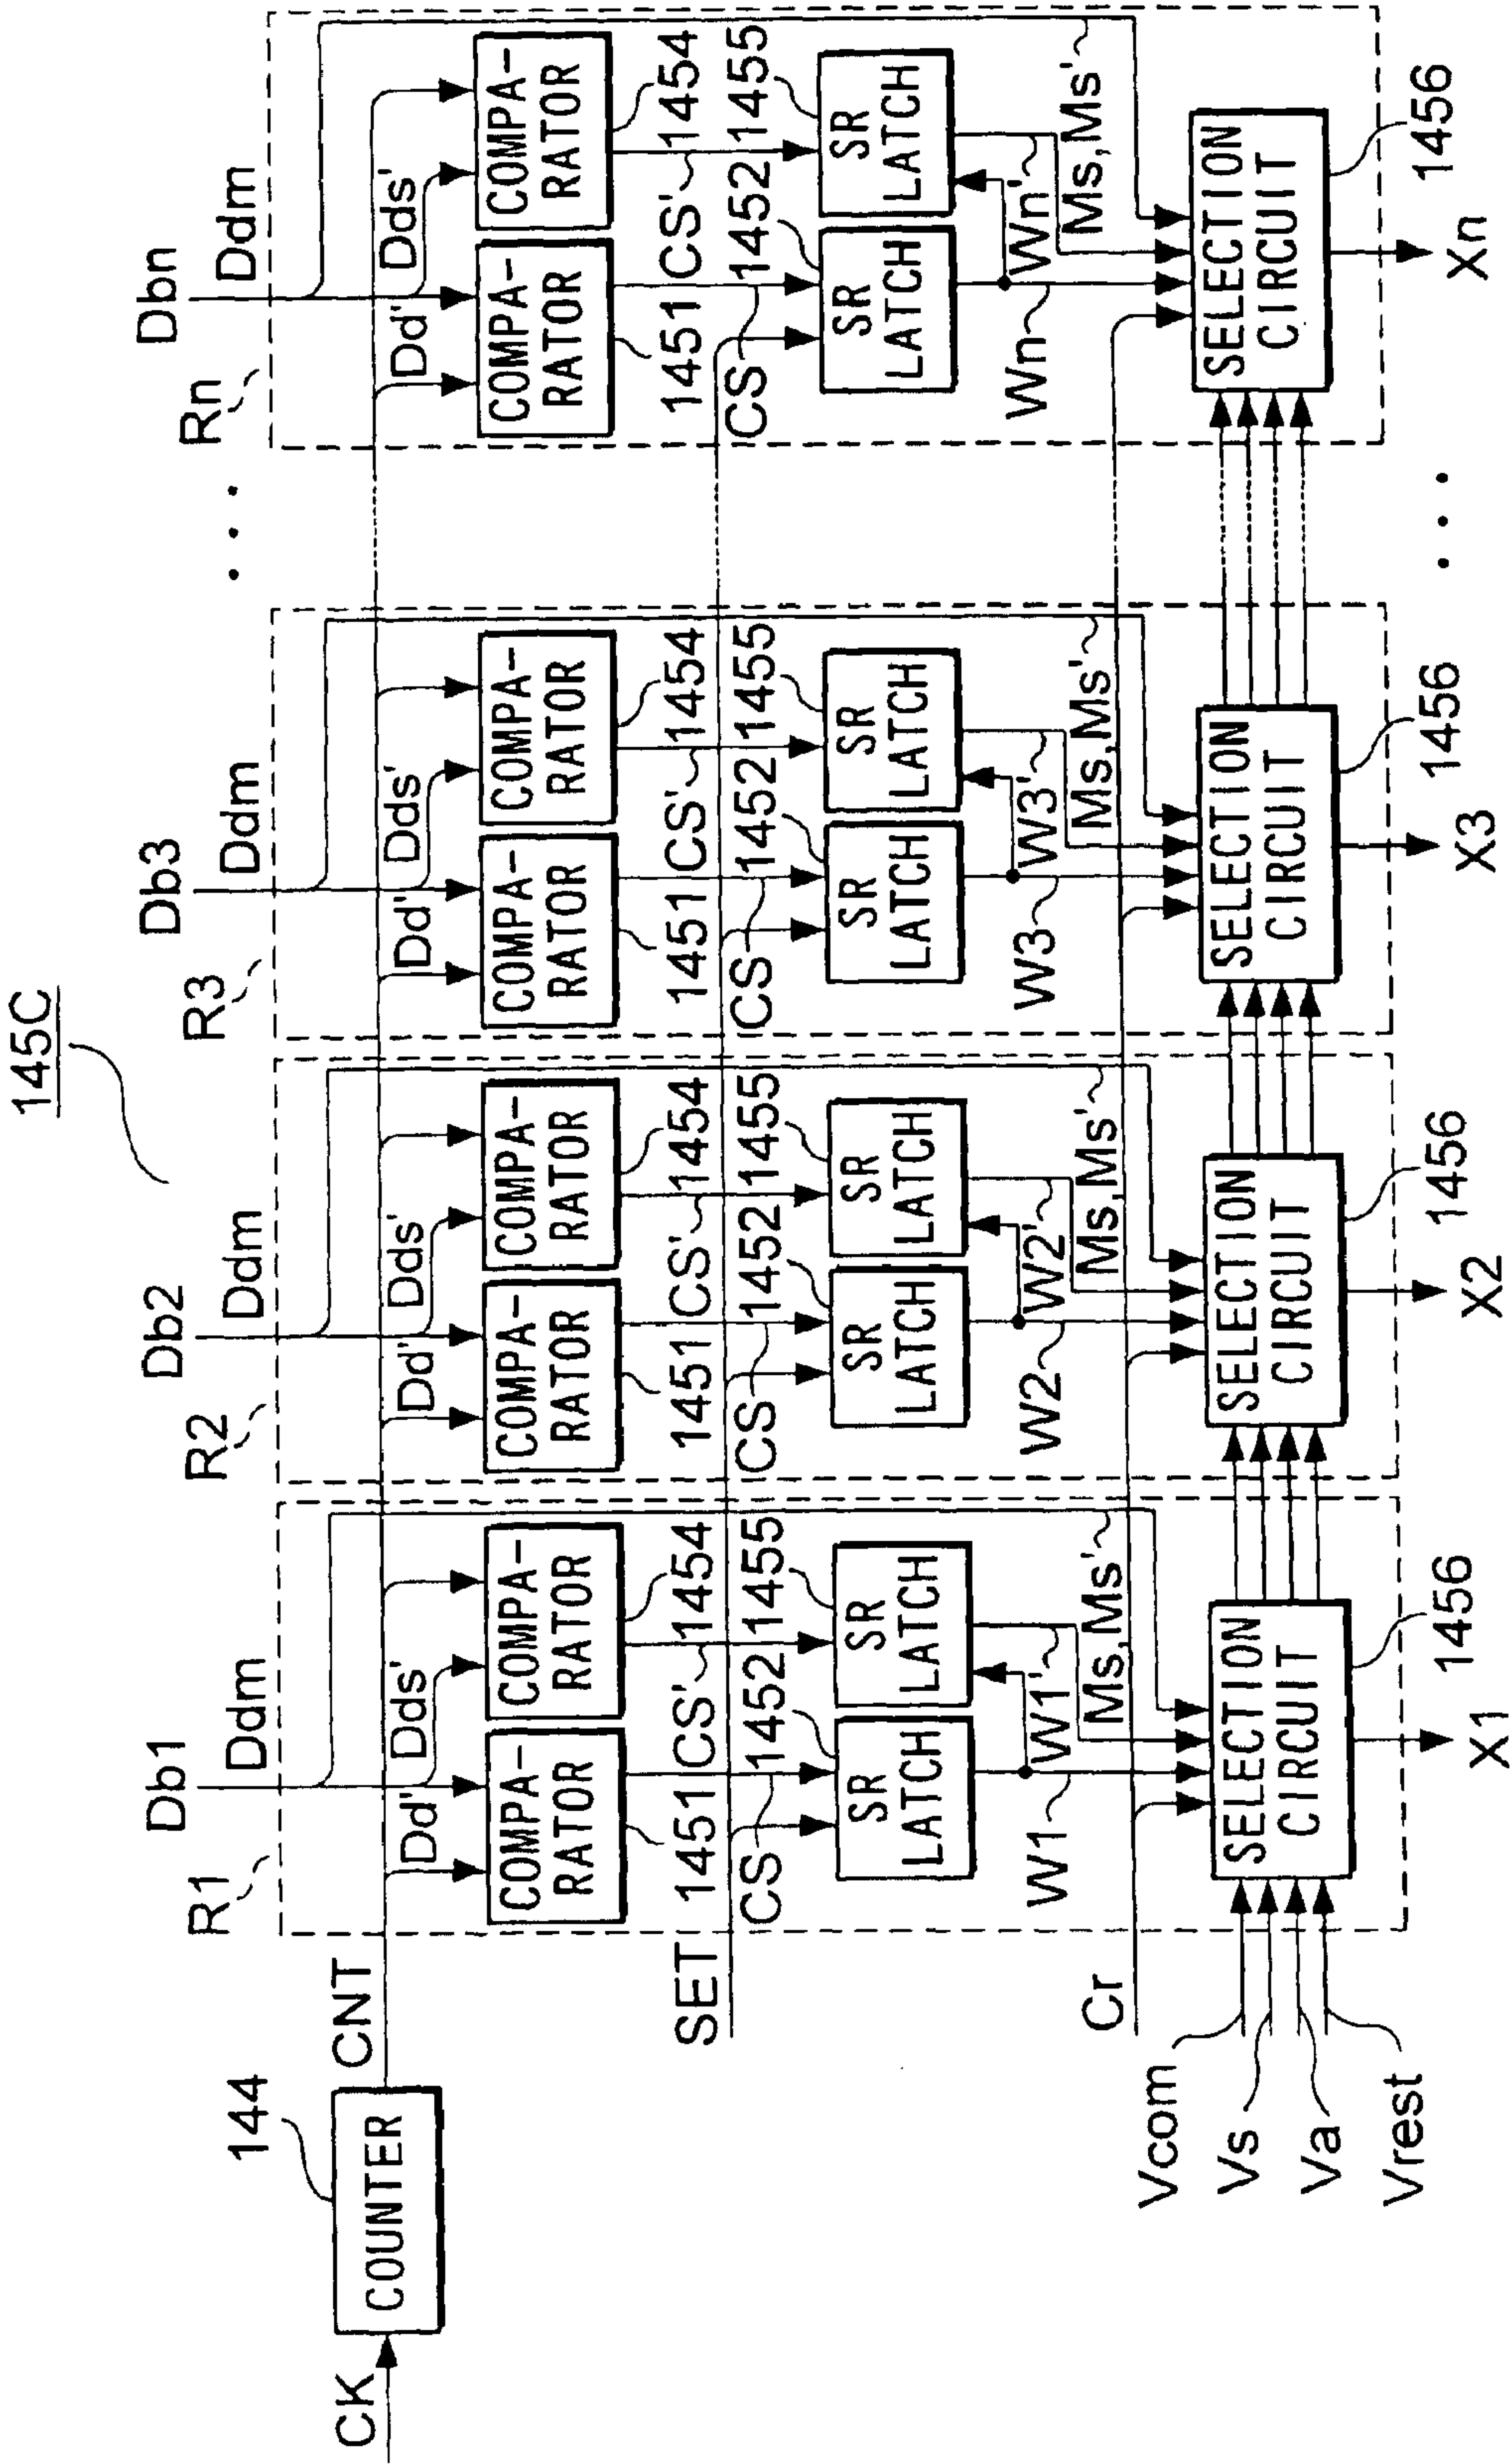 145C
CK
COUNTER
144
CNT
SET
Cr
Vcom
Vs
Va
Vrest
R1
Db1
Ddm
Dd'
Dds'
COMPA-
RATOR
COMPA-
RATOR
1451
CS'
1454
CS
1452
1455
SR
LATCH
SR
LATCH
W1
W1'
Ms,Ms'
SELECTION
CIRCUIT
1456
X1
R2
Db2
Ddm
Dd'
Dds'
COMPA-
RATOR
COMPA-
RATOR
1451
CS'
1454
CS
1452
1455
SR
LATCH
SR
LATCH
W2
W2'
Ms,Ms'
SELECTION
CIRCUIT
1456
X2
R3
Db3
Ddm
Dd'
Dds'
COMPA-
RATOR
COMPA-
RATOR
1451
CS'
1454
CS
1452
1455
SR
LATCH
SR
LATCH
W3
W3'
Ms,Ms'
SELECTION
CIRCUIT
1456
X3
. . .
. . .
Rn
Dbn
Ddm
Dd'
Dds'
COMPA-
RATOR
COMPA-
RATOR
1451
CS'
1454
CS
1452
1455
SR
LATCH
SR
LATCH
Wn
Wn'
Ms,Ms'
SELECTION
CIRCUIT
1456
Xn